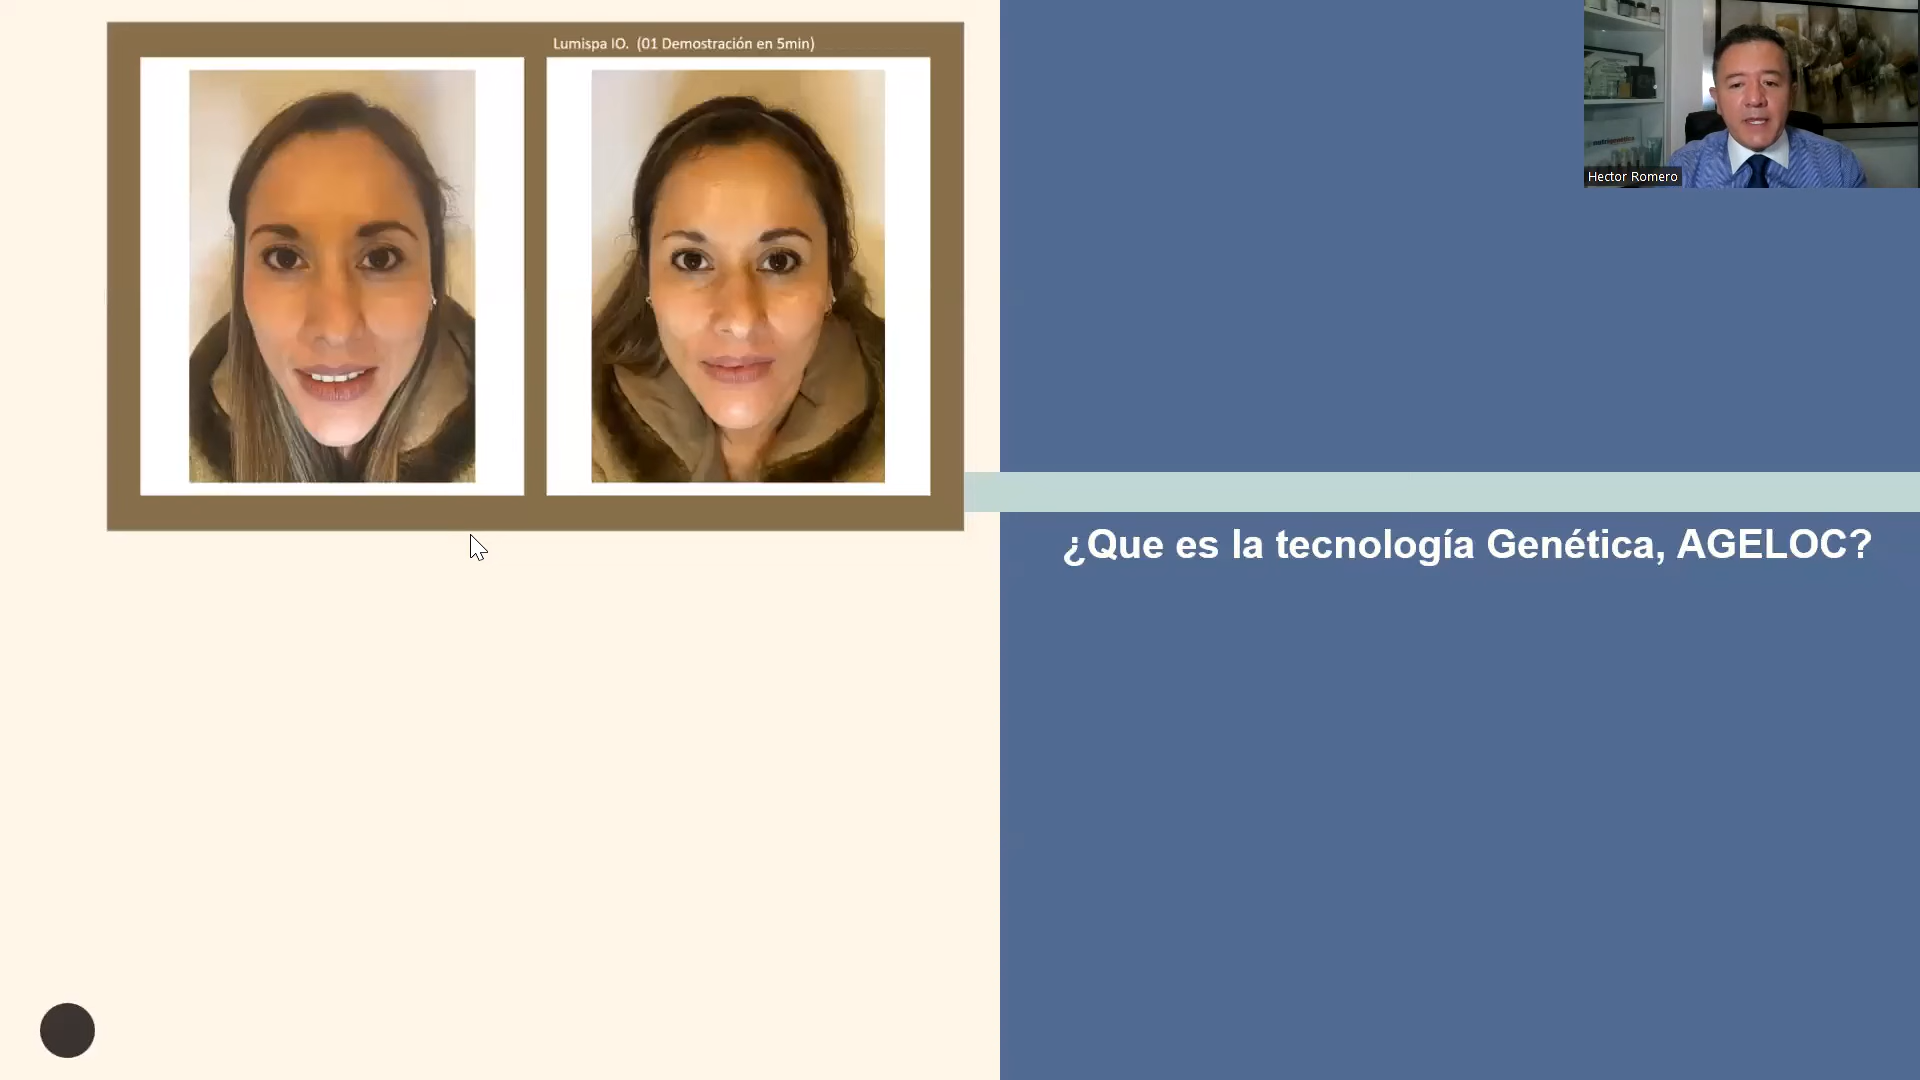 Lumispa IO. (01 Demostración en 5min)
Hector Romero
¿Que es la tecnología Genética, AGELOC?